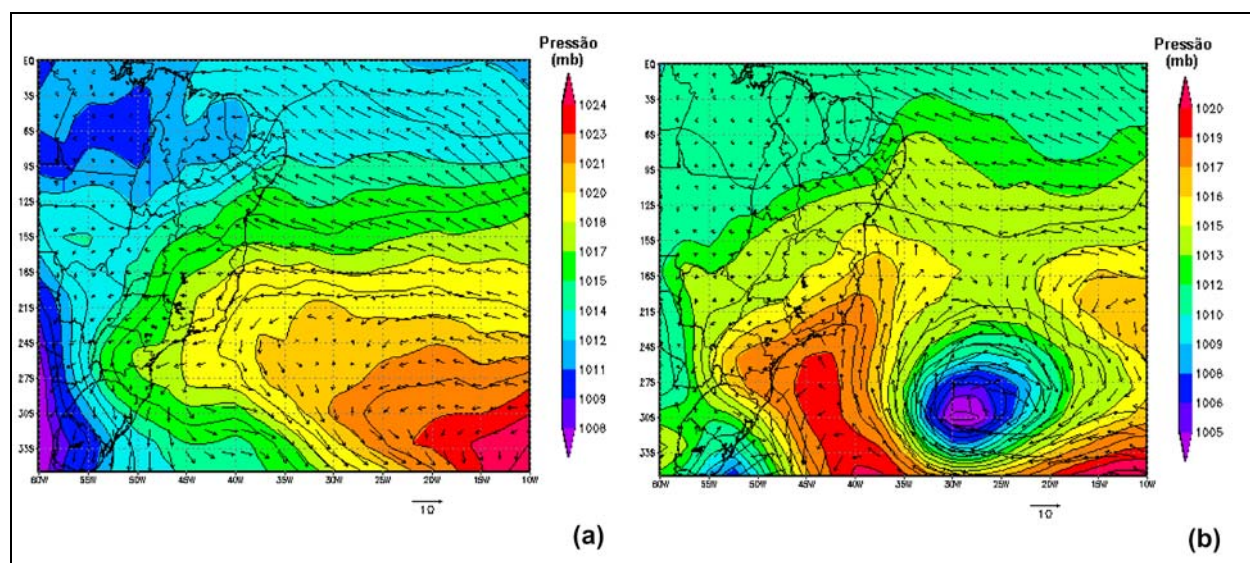 Pressão
(mb)
EQ
3S
6S
9S
12S
15S
18S
21S
24S
27S
30S
33S
60W 55W 50W 45W 40W 35W 30W 25W 20W 15W 10W
10
1024
1023
1021
1020
1018
1017
1015
1014
1012
1011
1009
1008
(a)
Pressão
(mb)
EQ
3S
6S
9S
12S
15S
18S
21S
24S
27S
30S
33S
60W 55W 50W 45W 40W 35W 30W 25W 20W 15W 10W
10
1020
1019
1017
1016
1015
1013
1012
1010
1009
1008
1006
1005
(b)